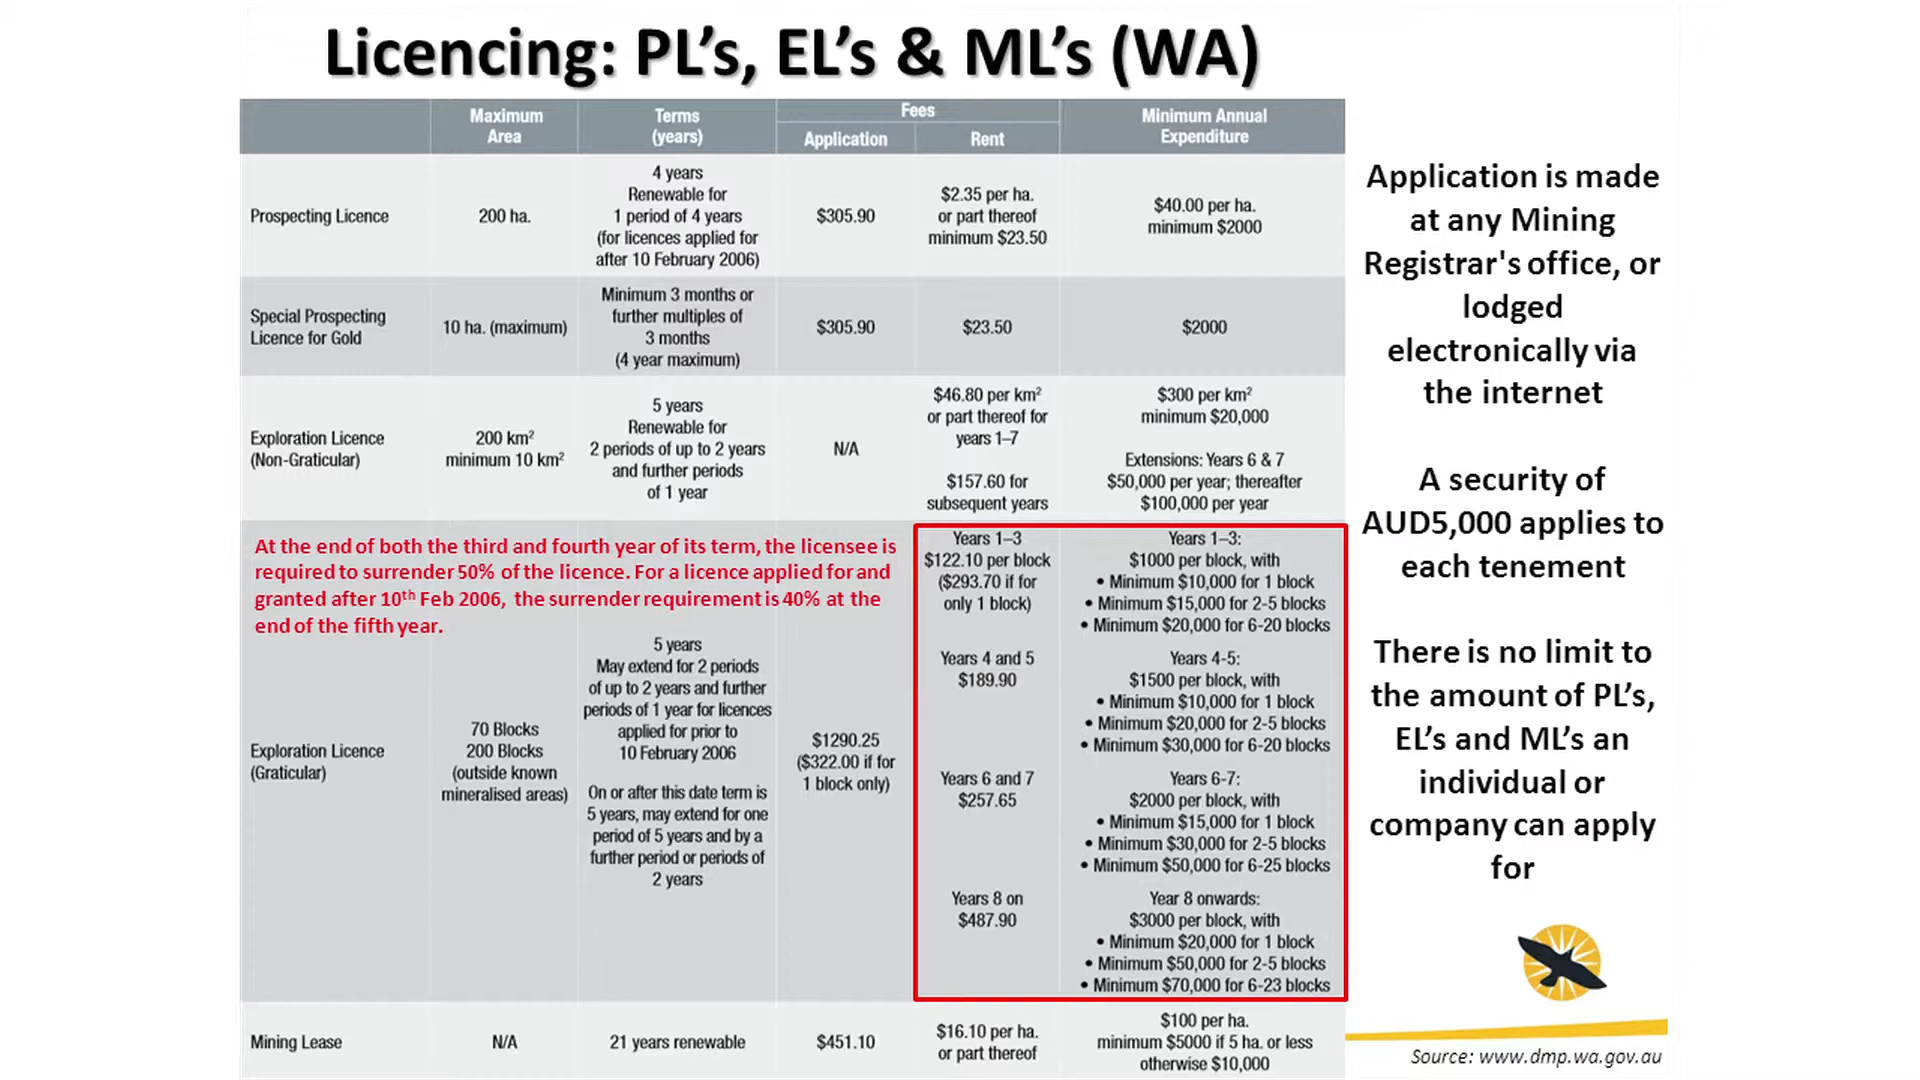 Licencing: PL's, EL's & ML's (WA)
Maximum
Area
Terms
(years)
Fees
Application
Rent
Minimum Annual
Expenditure
Prospecting Licence
200 ha.
4 years
Renewable for
1 period of 4 years
(for licences applied for
after 10 February 2006)
$305.90
$2.35 per ha.
or part thereof
minimum $23.50
$40.00 per ha.
minimum $2000
Special Prospecting
Licence for Gold
10 ha. (maximum)
Minimum 3 months or
further multiples of
3 months
(4 year maximum)
$305.90
$23.50
$2000
Exploration Licence
(Non-Graticular)
200 km²
minimum 10 km²
5 years
Renewable for
2 periods of up to 2 years
and further periods
of 1 year
N/A
$46.80 per km²
or part thereof for
years 1–7
$157.60 for
subsequent years
$300 per km²
minimum $20,000
Extensions: Years 6 & 7
$50,000 per year; thereafter
$100,000 per year
At the end of both the third and fourth year of its term, the licensee is
required to surrender 50% of the licence. For a licence applied for and
granted after 10th Feb 2006, the surrender requirement is 40% at the
end of the fifth year.
Exploration Licence
(Graticular)
70 Blocks
200 Blocks
(outside known
mineralised areas)
5 years
May extend for 2 periods
of up to 2 years and further
periods of 1 year for licences
applied for prior to
10 February 2006
On or after this date term is
5 years, may extend for one
period of 5 years and by a
further period or periods of
2 years
$1290.25
($322.00 if for
1 block only)
Years 1–3
$122.10 per block
($293.70 if for
only 1 block)
Years 4 and 5
$189.90
Years 6 and 7
$257.65
Years 8 on
$487.90
Years 1–3:
$1000 per block, with
• Minimum $10,000 for 1 block
• Minimum $15,000 for 2-5 blocks
• Minimum $20,000 for 6-20 blocks
Years 4-5:
$1500 per block, with
• Minimum $10,000 for 1 block
• Minimum $20,000 for 2-5 blocks
• Minimum $30,000 for 6-20 blocks
Years 6-7:
$2000 per block, with
• Minimum $15,000 for 1 block
• Minimum $30,000 for 2-5 blocks
• Minimum $50,000 for 6-25 blocks
Year 8 onwards:
$3000 per block, with
• Minimum $20,000 for 1 block
• Minimum $50,000 for 2-5 blocks
• Minimum $70,000 for 6-23 blocks
Mining Lease
N/A
21 years renewable
$451.10
$16.10 per ha.
or part thereof
$100 per ha.
minimum $5000 if 5 ha. or less
otherwise $10,000
Application is made
at any Mining
Registrar's office, or
lodged
electronically via
the internet
A security of
AUD5,000 applies to
each tenement
There is no limit to
the amount of PL's,
EL's and ML's an
individual or
company can apply
for
Source: www.dmp.wa.gov.au